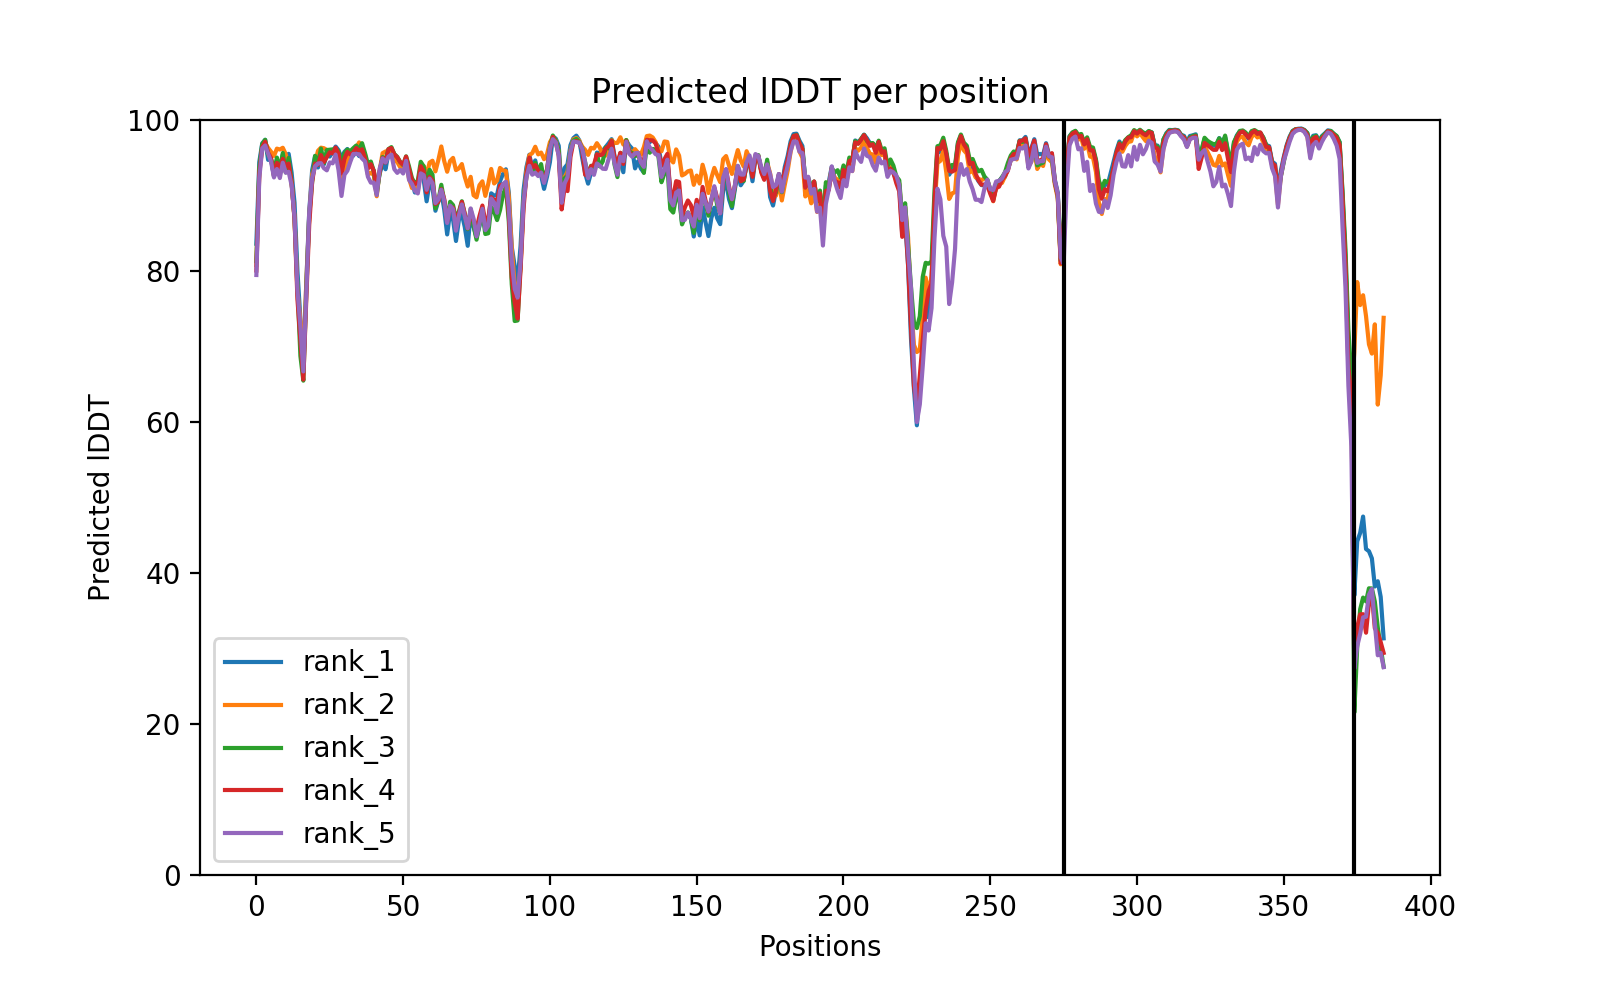 Predicted lDDT per position
100
80
60
40
20
0
Predicted lDDT
rank_1
rank_2
rank_3
rank_4
rank_5
0 50 100 150 200 250 300 350 400
Positions